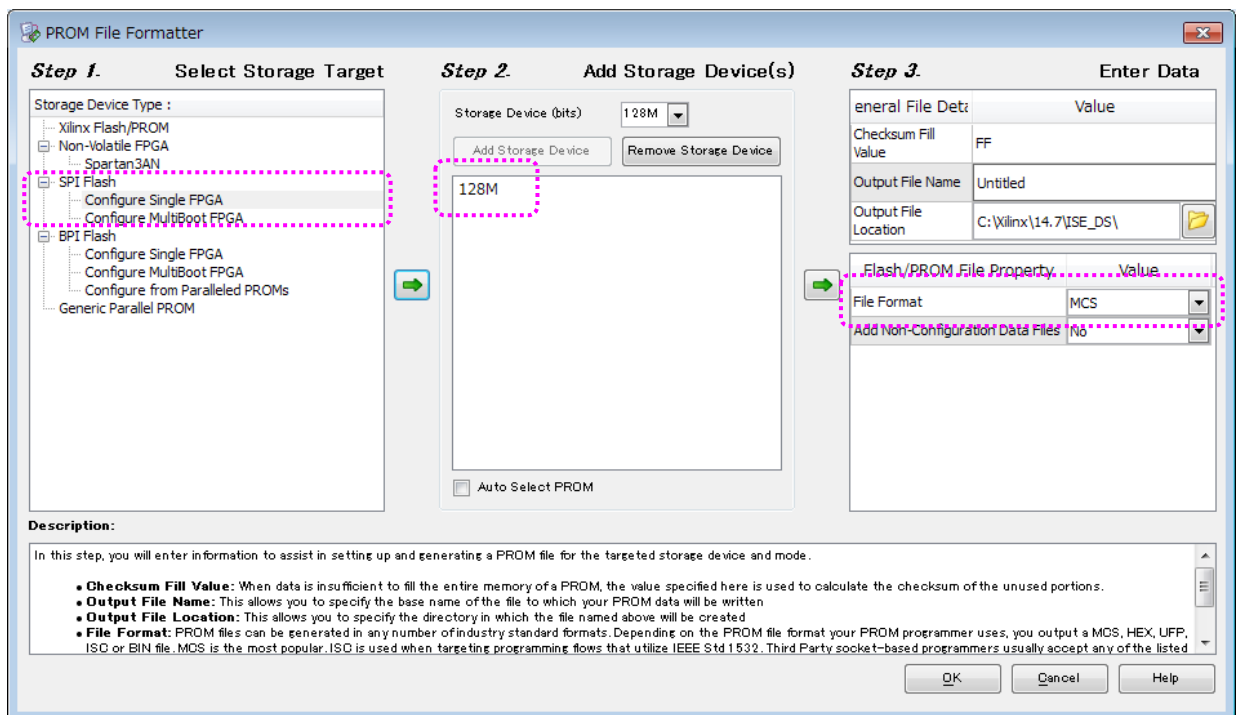 PROM File Formatter
Step 1. Select Storage Target
Storage Device Type :
Xilinx Flash/PROM
Non-Volatile FPGA
Spartan3AN
SPI Flash
Configure Single FPGA
Configure MultiBoot FPGA
BPI Flash
Configure Single FPGA
Configure MultiBoot FPGA
Configure from Paralleled PROMs
Generic Parallel PROM
Step 2. Add Storage Device(s)
Storage Device (bits) 128M
Add Storage Device Remove Storage Device
128M
Auto Select PROM
Step 3. Enter Data
eneral File Deta Value
Checksum Fill
Value FF
Output File Name Untitled
Output File
Location C:\Xilinx\14.7\ISE_DS\
Flash/PROM File Property Value
File Format MCS
Add Non-Configuration Data Files No
Description:
In this step, you will enter information to assist in setting up and generating a PROM file for the targeted storage device and mode.
• Checksum Fill Value: When data is insufficient to fill the entire memory of a PROM, the value specified here is used to calculate the checksum of the unused portions.
• Output File Name: This allows you to specify the base name of the file to which your PROM data will be written
• Output File Location: This allows you to specify the directory in which the file named above will be created
• File Format: PROM files can be generated in any number of industry standard formats. Depending on the PROM file format your PROM programmer uses, you output a MCS, HEX, UFP,
ISC or BIN file. MCS is the most popular. ISC is used when targeting programming flows that utilize IEEE Std 1532. Third Party socket-based programmers usually accept any of the listed
OK Cancel Help